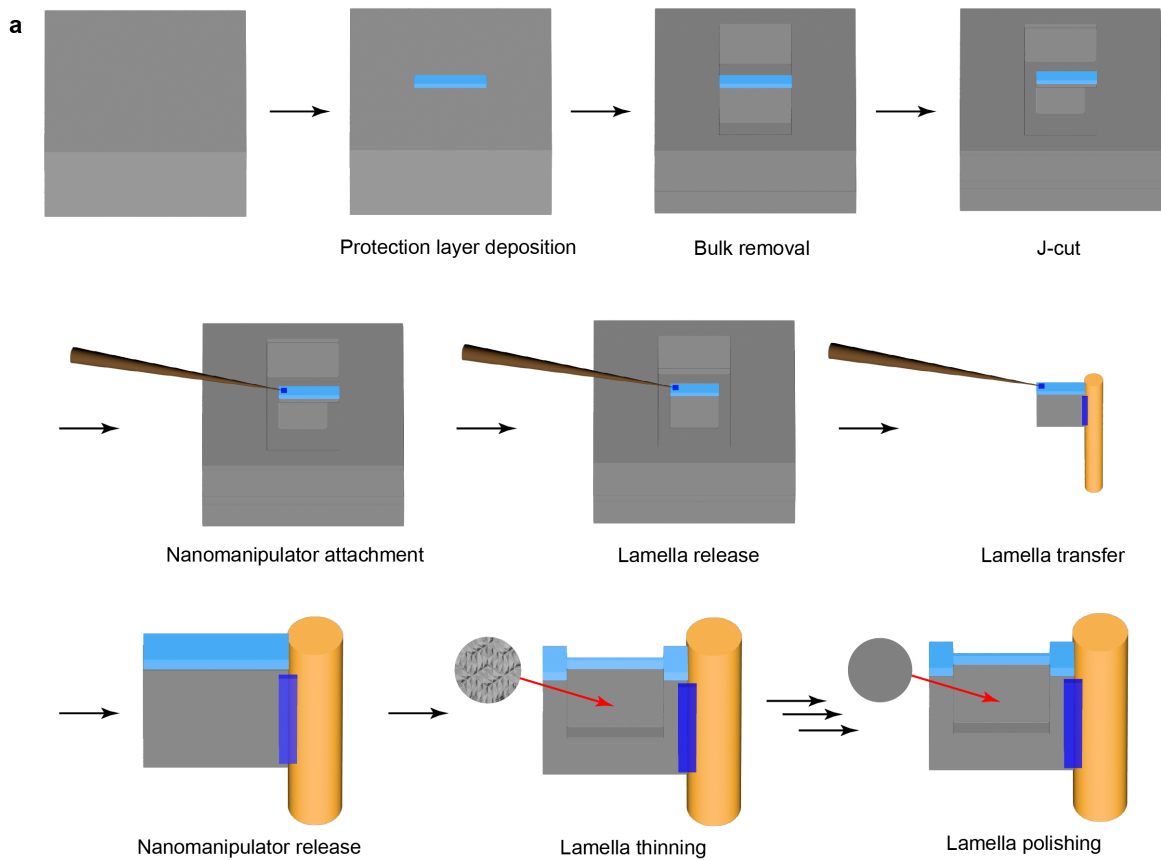 a
Protection layer deposition
Bulk removal
J-cut
Nanomanipulator attachment
Lamella release
Lamella transfer
Nanomanipulator release
Lamella thinning
Lamella polishing